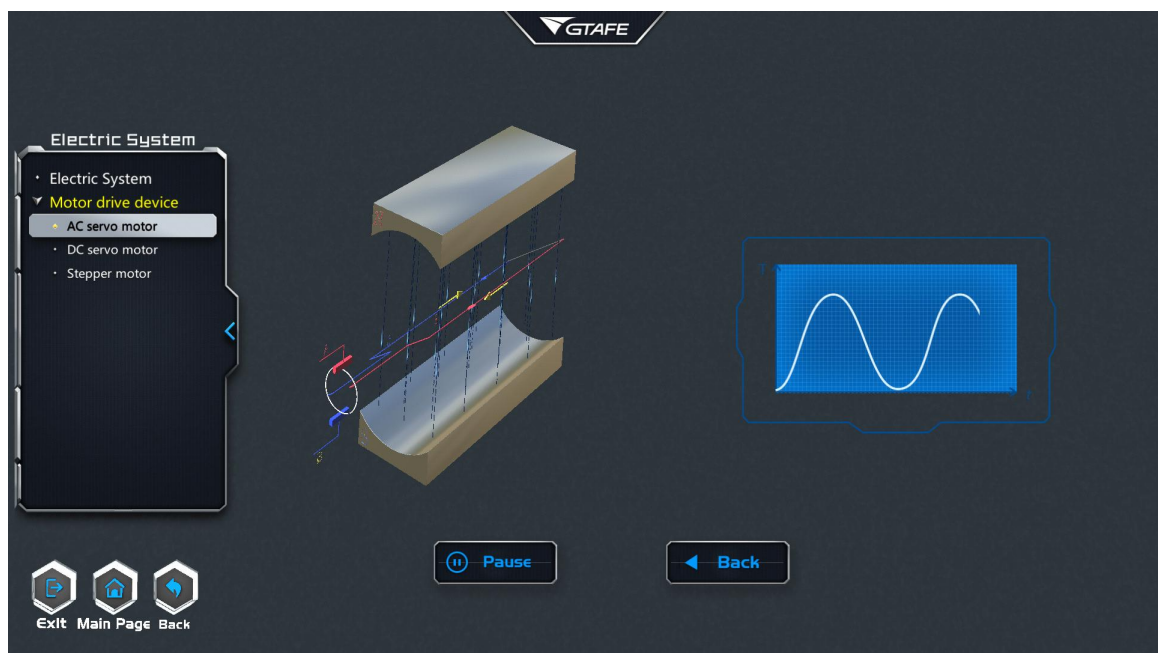 GTAFE
Electric System
Electric System
Motor drive device
AC servo motor
DC servo motor
Stepper motor
Pause
Back
Exit
Main Page
Back